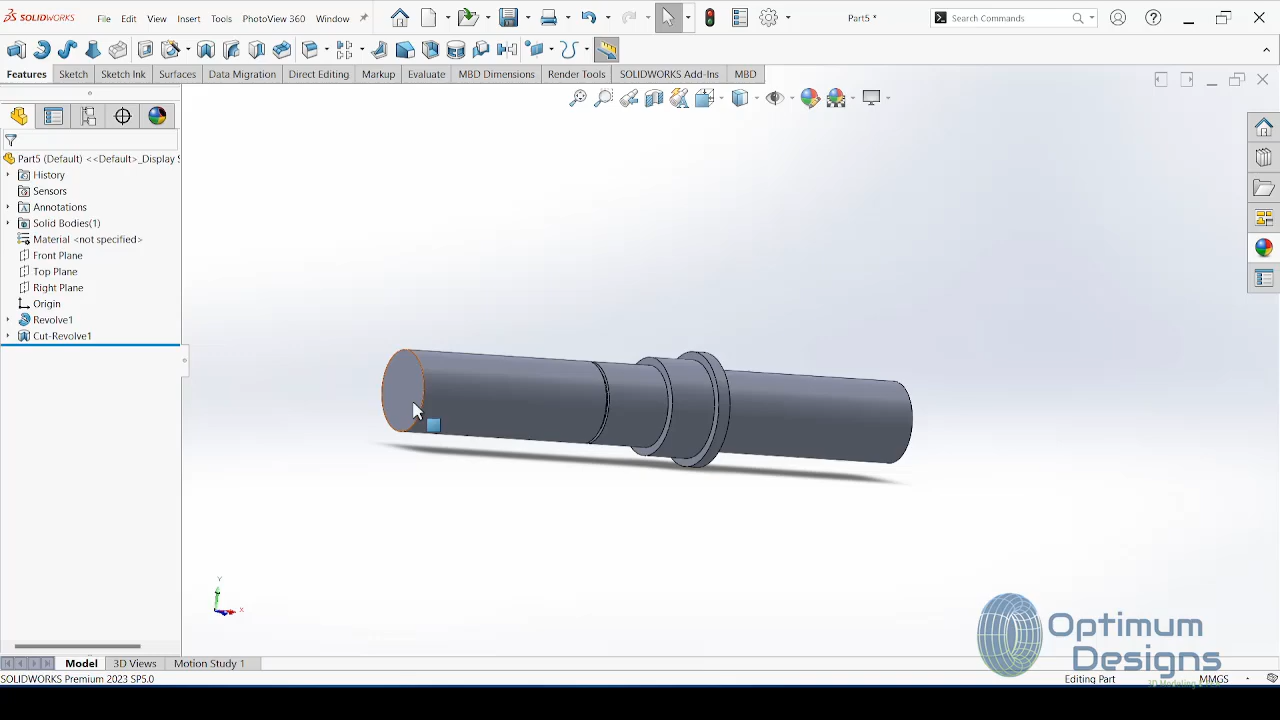 SOLIDWORKS File Edit View Insert Tools PhotoView 360 Window Part5 * Search Commands
Features Sketch Sketch Ink Surfaces Data Migration Direct Editing Markup Evaluate MBD Dimensions Render Tools SOLIDWORKS Add-Ins MBD
Part5 (Default) <<Default>_Display S
History
Sensors
Annotations
Solid Bodies(1)
Material <not specified>
Front Plane
Top Plane
Right Plane
Origin
Revolve1
Cut-Revolve1
Y
X
Optimum
Designs
Model 3D Views Motion Study 1
SOLIDWORKS Premium 2023 SP5.0 Editing Part MMGS